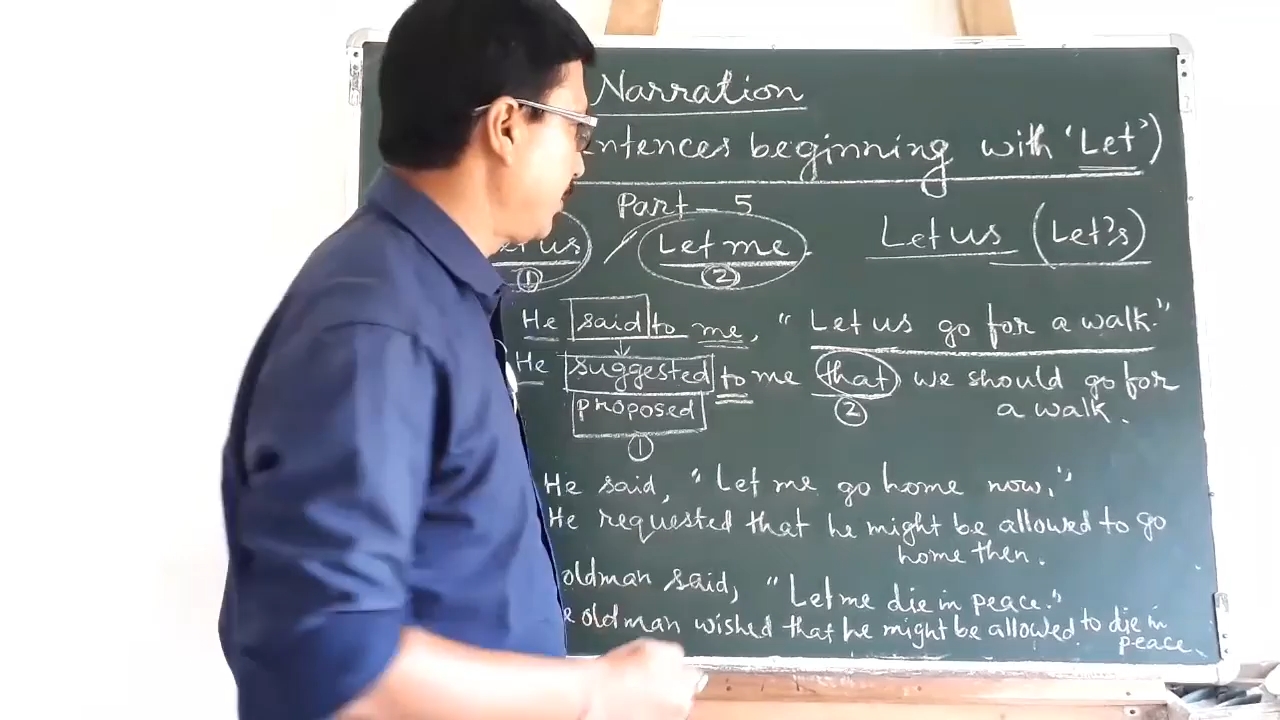 Narration
beginning with 'Let')
Part - 5
us / Let me Let us (Let's)
① ②
He said to me, "Let us go for a walk."
He suggested to me that we should go for
proposed ② a walk.
①
He said, "Let me go home now."
He requested that he might be allowed to go
home then.
oldman said, "Let me die in peace."
old man wished that he might be allowed to die in
peace.